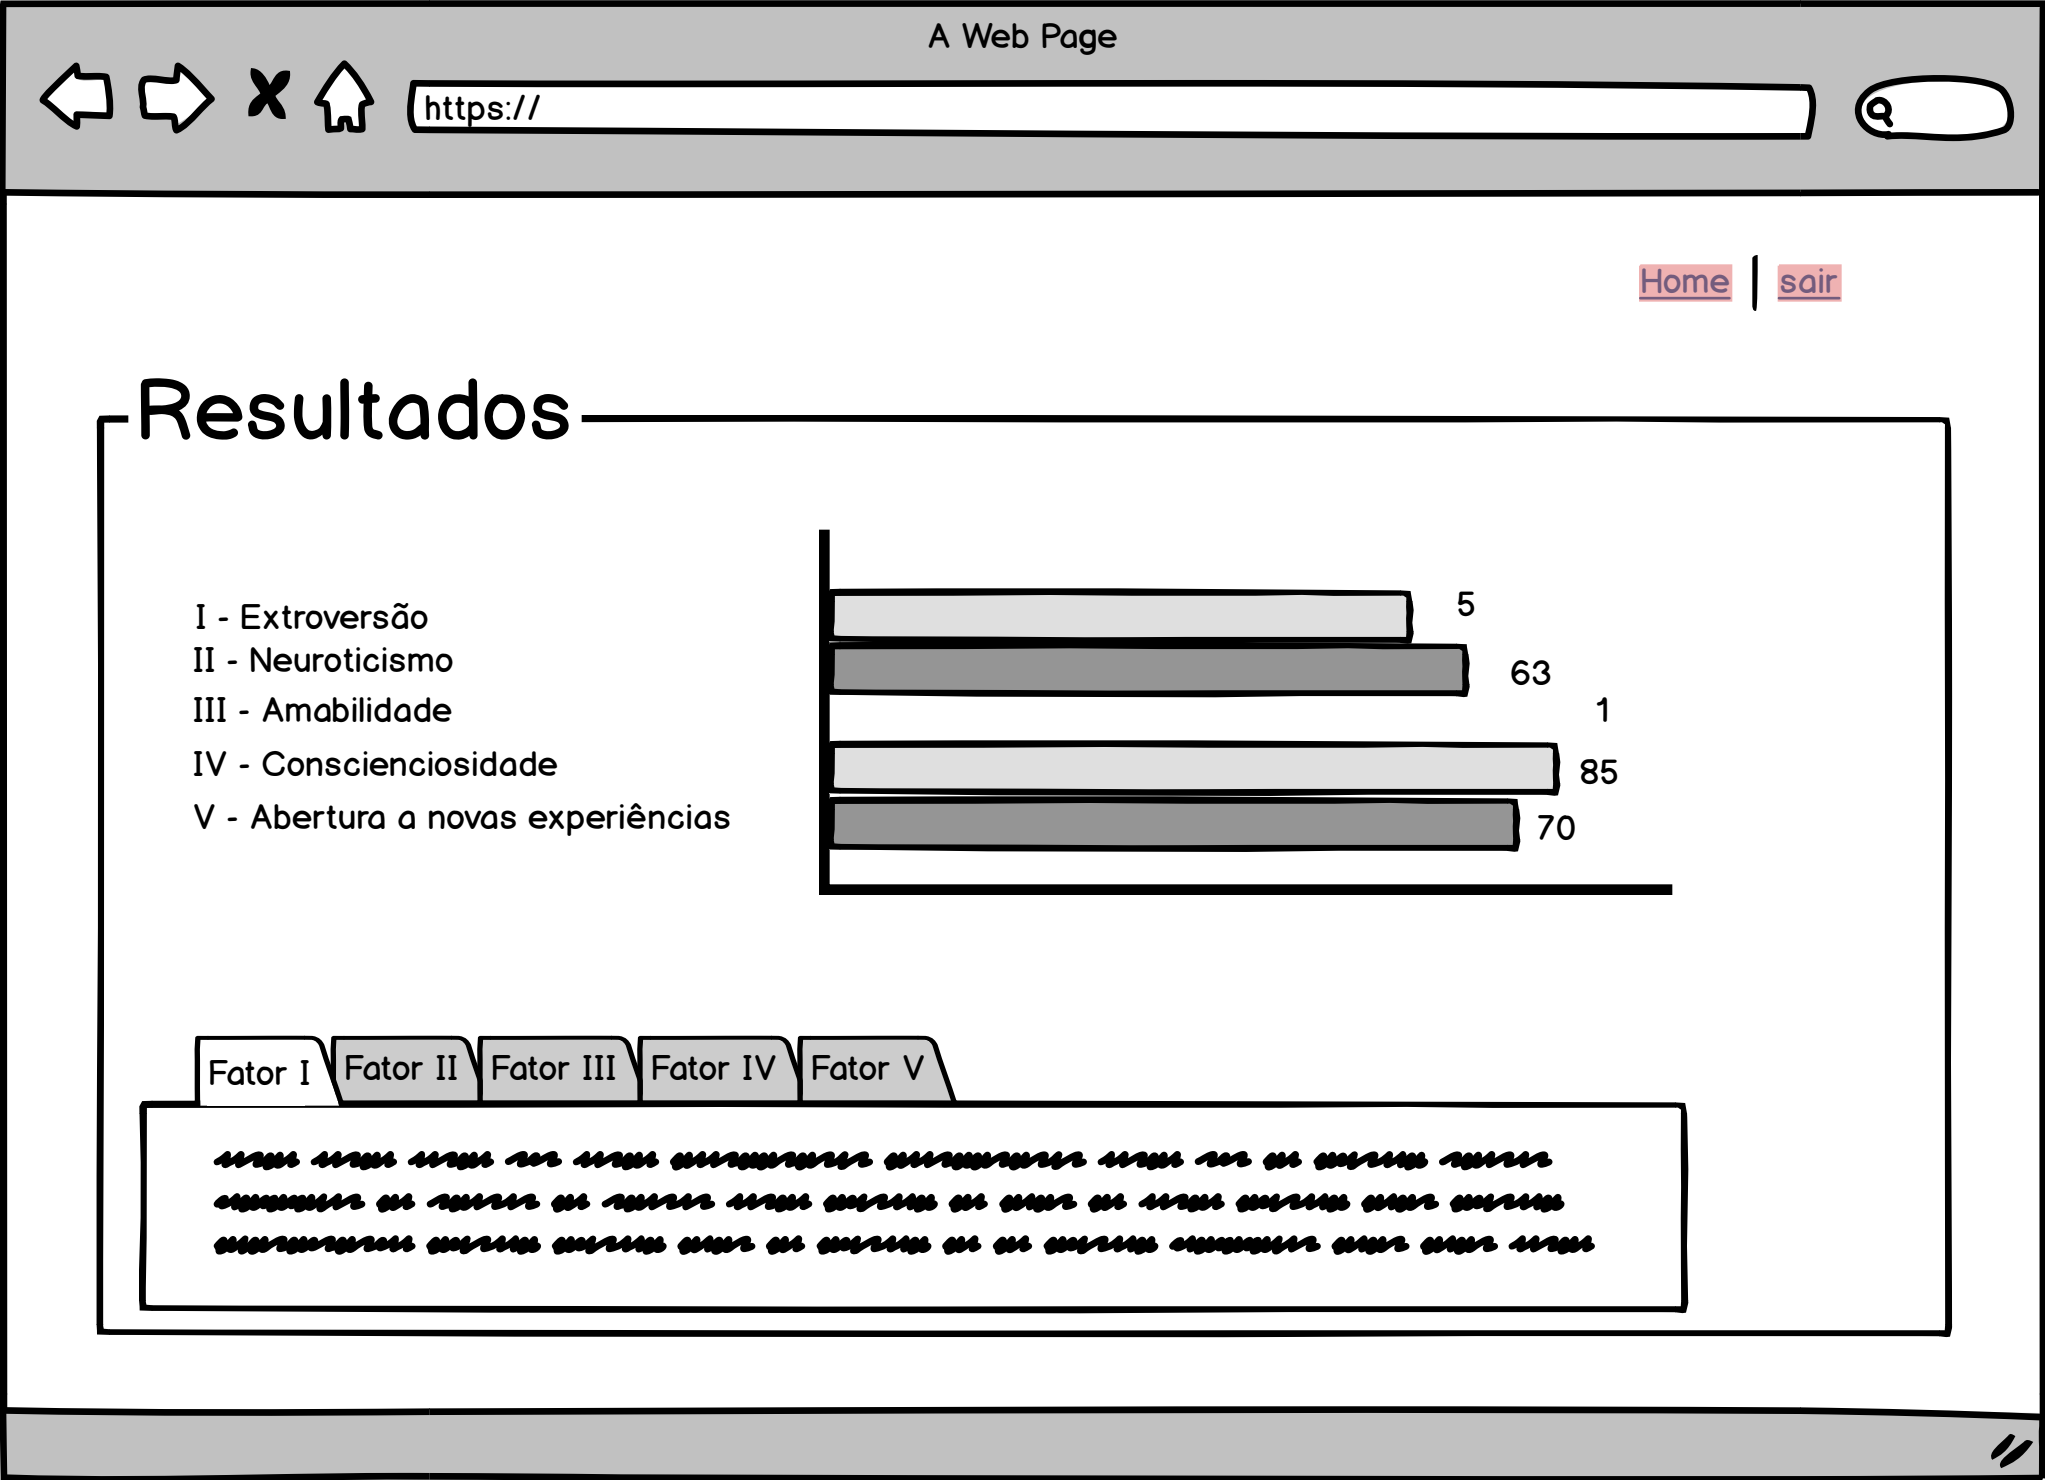 A Web Page
https://
Home | sair
Resultados
I - Extroversão
5
II - Neuroticismo
63
III - Amabilidade
1
IV - Conscienciosidade
85
V - Abertura a novas experiências
70
Fator I
Fator II
Fator III
Fator IV
Fator V